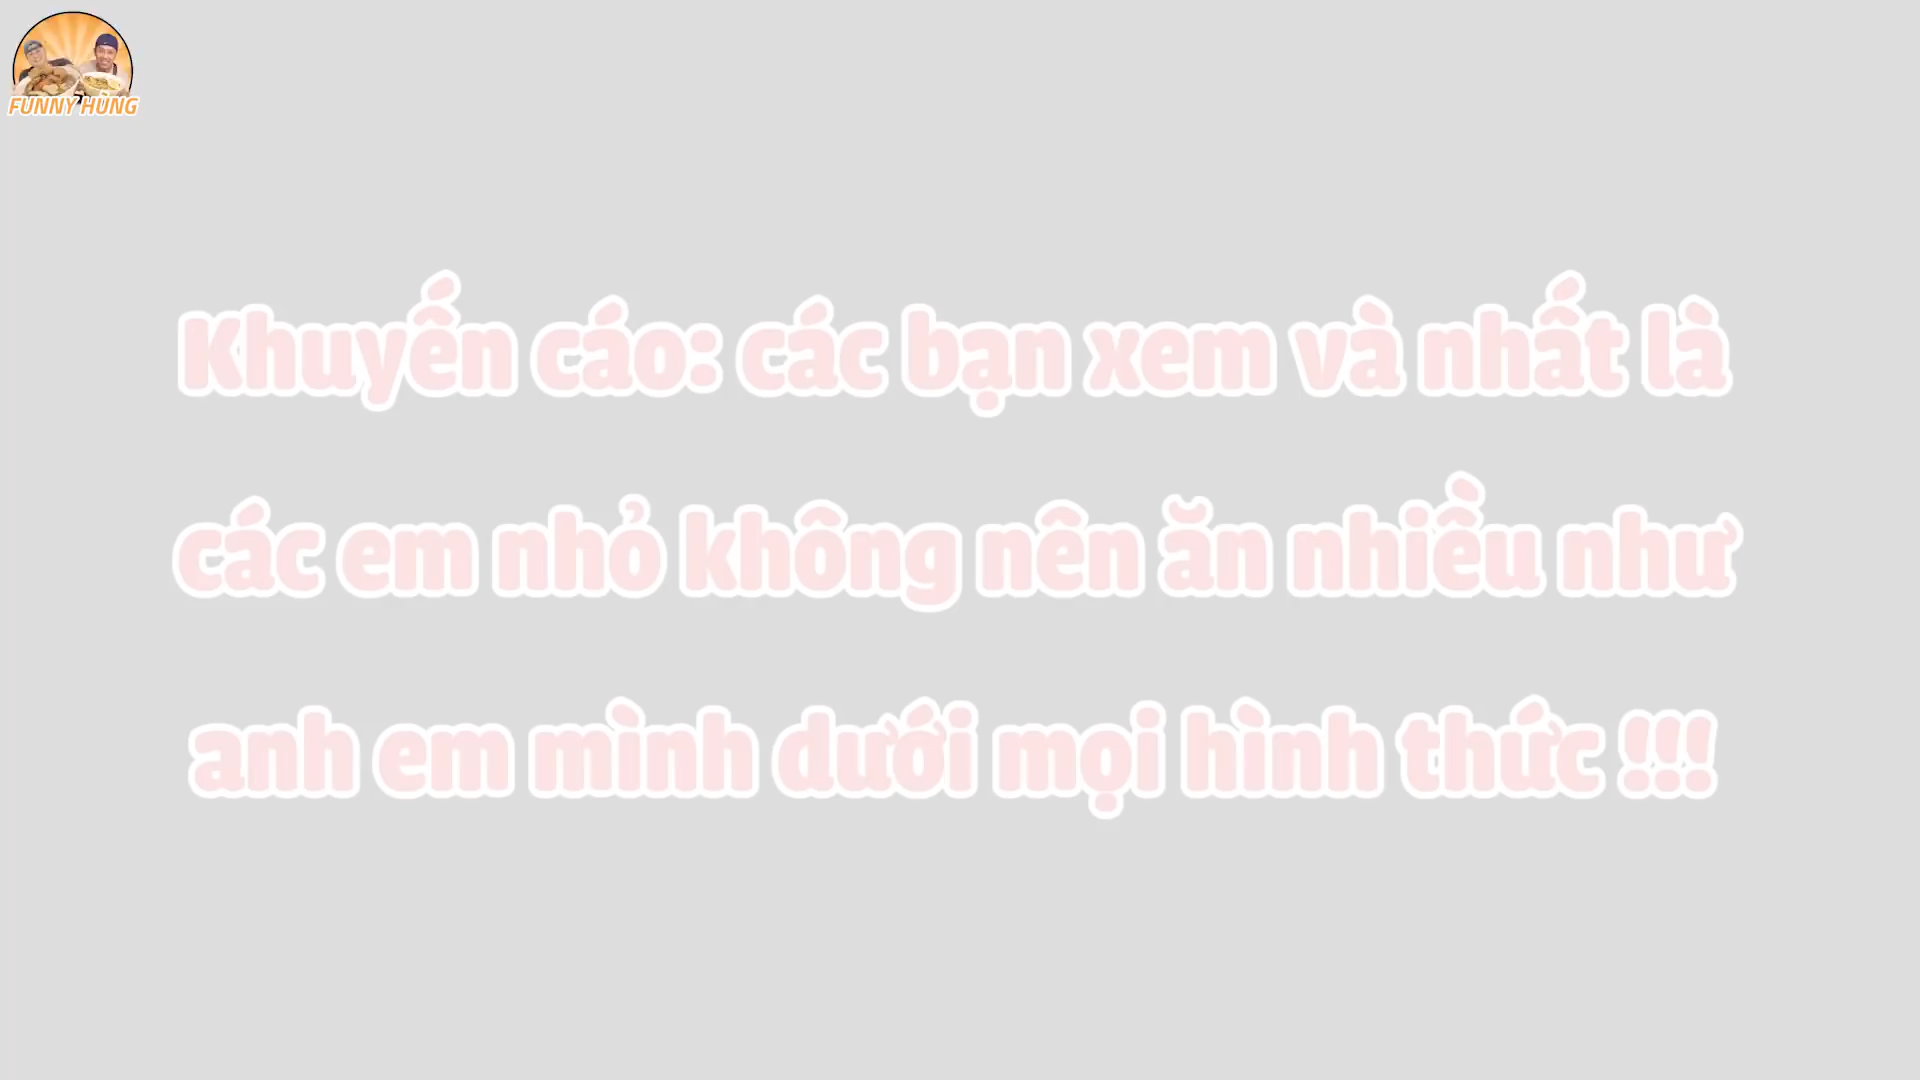 FUNNY HÙNG
Khuyến cáo: các bạn xem và nhất là
các em nhỏ không nên ăn nhiều như
anh em mình dưới mọi hình thức !!!